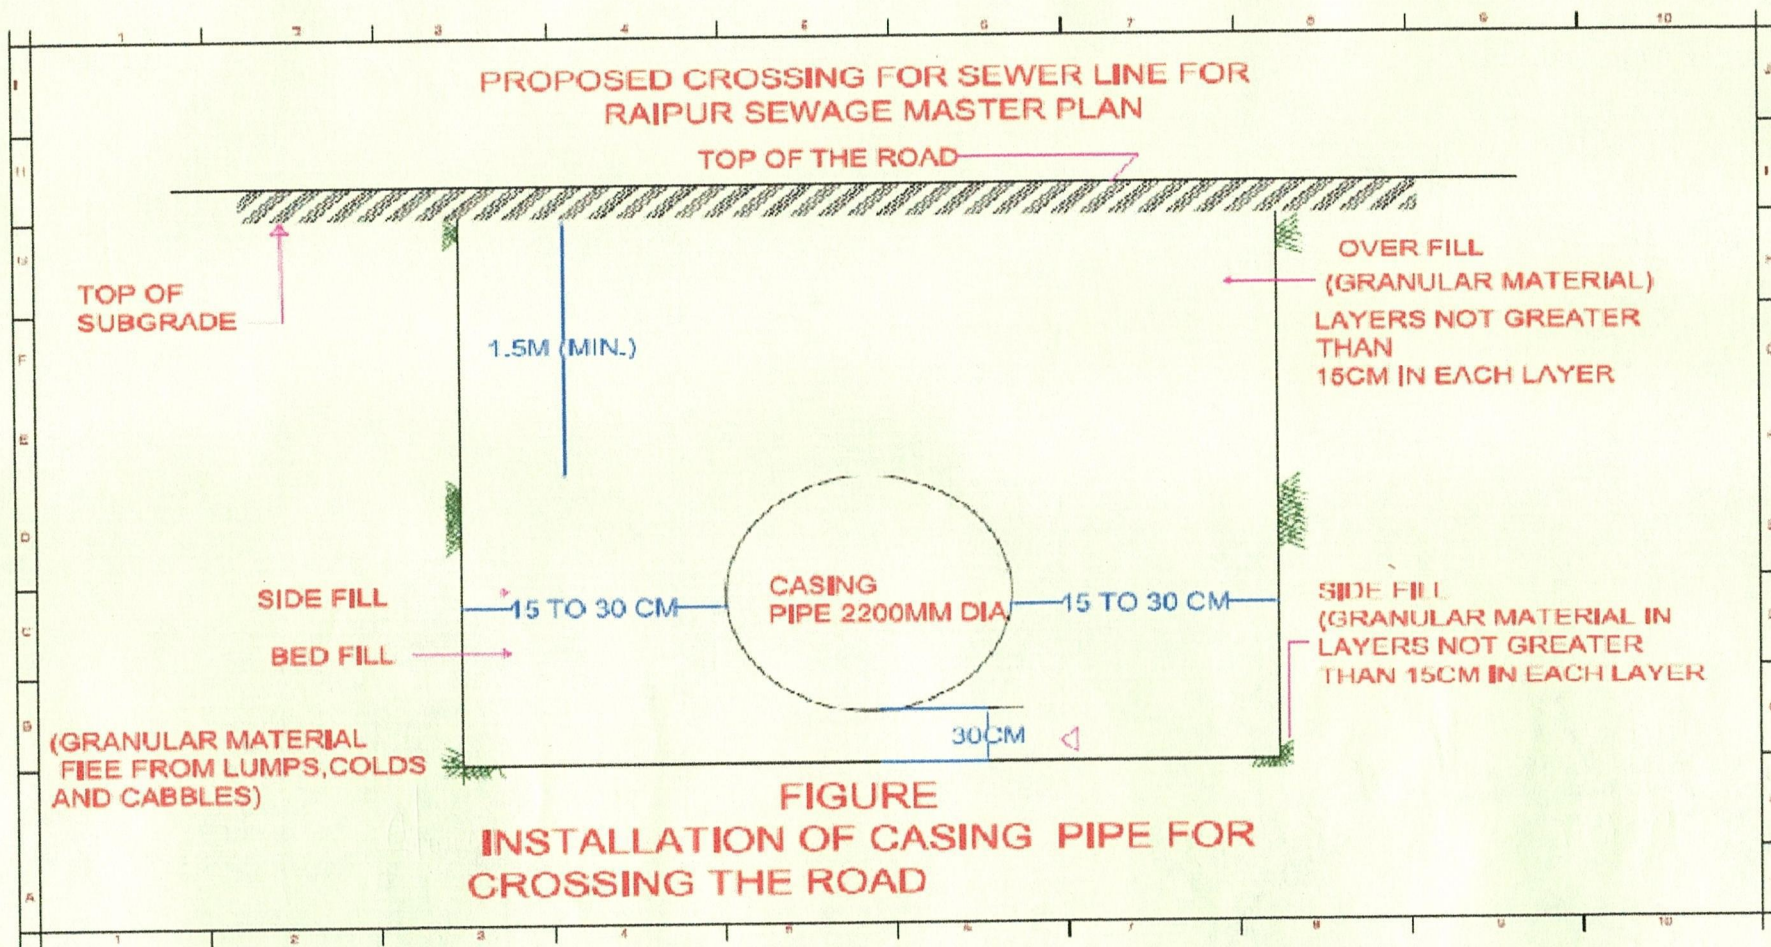 PROPOSED CROSSING FOR SEWER LINE FOR
RAIPUR SEWAGE MASTER PLAN
TOP OF THE ROAD
TOP OF
SUBGRADE
1.5M (MIN.)
OVER FILL
(GRANULAR MATERIAL)
LAYERS NOT GREATER
THAN
15CM IN EACH LAYER
SIDE FILL
15 TO 30 CM
CASING
PIPE 2200MM DIA
15 TO 30 CM
BED FILL
SIDE FILL
(GRANULAR MATERIAL IN
LAYERS NOT GREATER
THAN 15CM IN EACH LAYER
30CM
(GRANULAR MATERIAL
FIEE FROM LUMPS,COLDS
AND CABBLES)
FIGURE
INSTALLATION OF CASING PIPE FOR
CROSSING THE ROAD